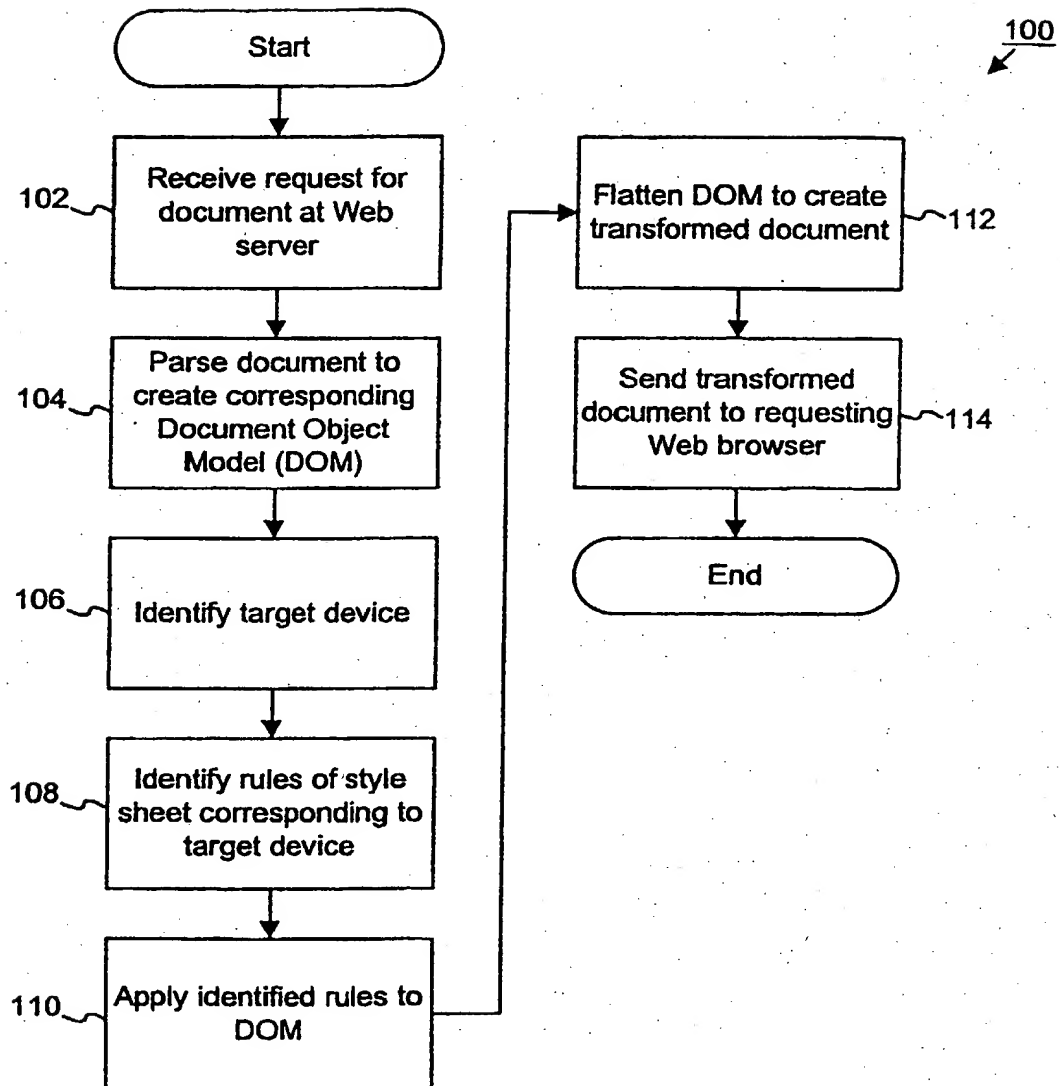 100
Start
102
Receive request for
document at Web
server
104
Parse document to
create corresponding
Document Object
Model (DOM)
106
Identify target device
108
Identify rules of style
sheet corresponding to
target device
110
Apply identified rules to
DOM
Flatten DOM to create
transformed document
112
Send transformed
document to requesting
Web browser
114
End